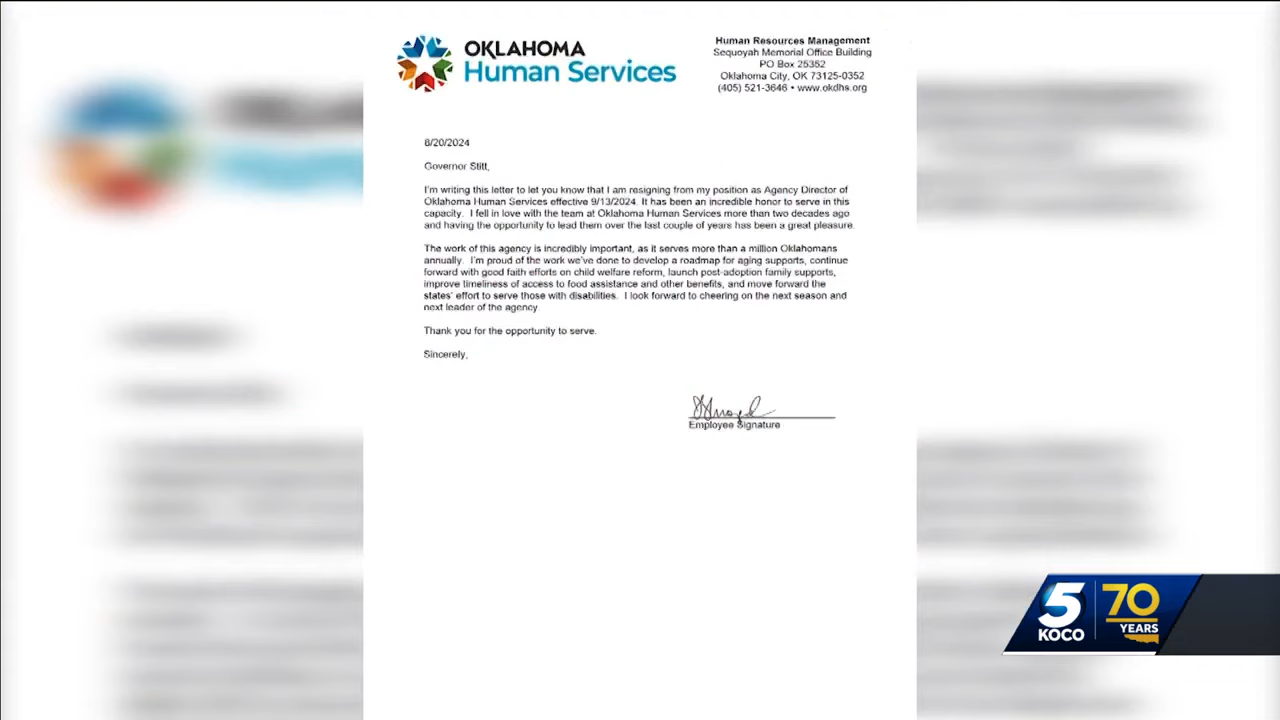 OKLAHOMA
Human Services
Human Resources Management
Sequoyah Memorial Office Building
PO Box 25352
Oklahoma City, OK 73125-0352
(405) 521-3646 • www.okdhs.org
8/20/2024
Governor Stitt,
I'm writing this letter to let you know that I am resigning from my position as Agency Director of
Oklahoma Human Services effective 9/13/2024. It has been an incredible honor to serve in this
capacity. I fell in love with the team at Oklahoma Human Services more than two decades ago
and having the opportunity to lead them over the last couple of years has been a great pleasure.
The work of this agency is incredibly important, as it serves more than a million Oklahomans
annually. I'm proud of the work we've done to develop a roadmap for aging supports, continue
forward with good faith efforts on child welfare reform, launch post-adoption family supports,
improve timeliness of access to food assistance and other benefits, and move forward the
states' effort to serve those with disabilities. I look forward to cheering on the next season and
next leader of the agency.
Thank you for the opportunity to serve.
Sincerely,
Employee Signature
5
KOCO
70
YEARS